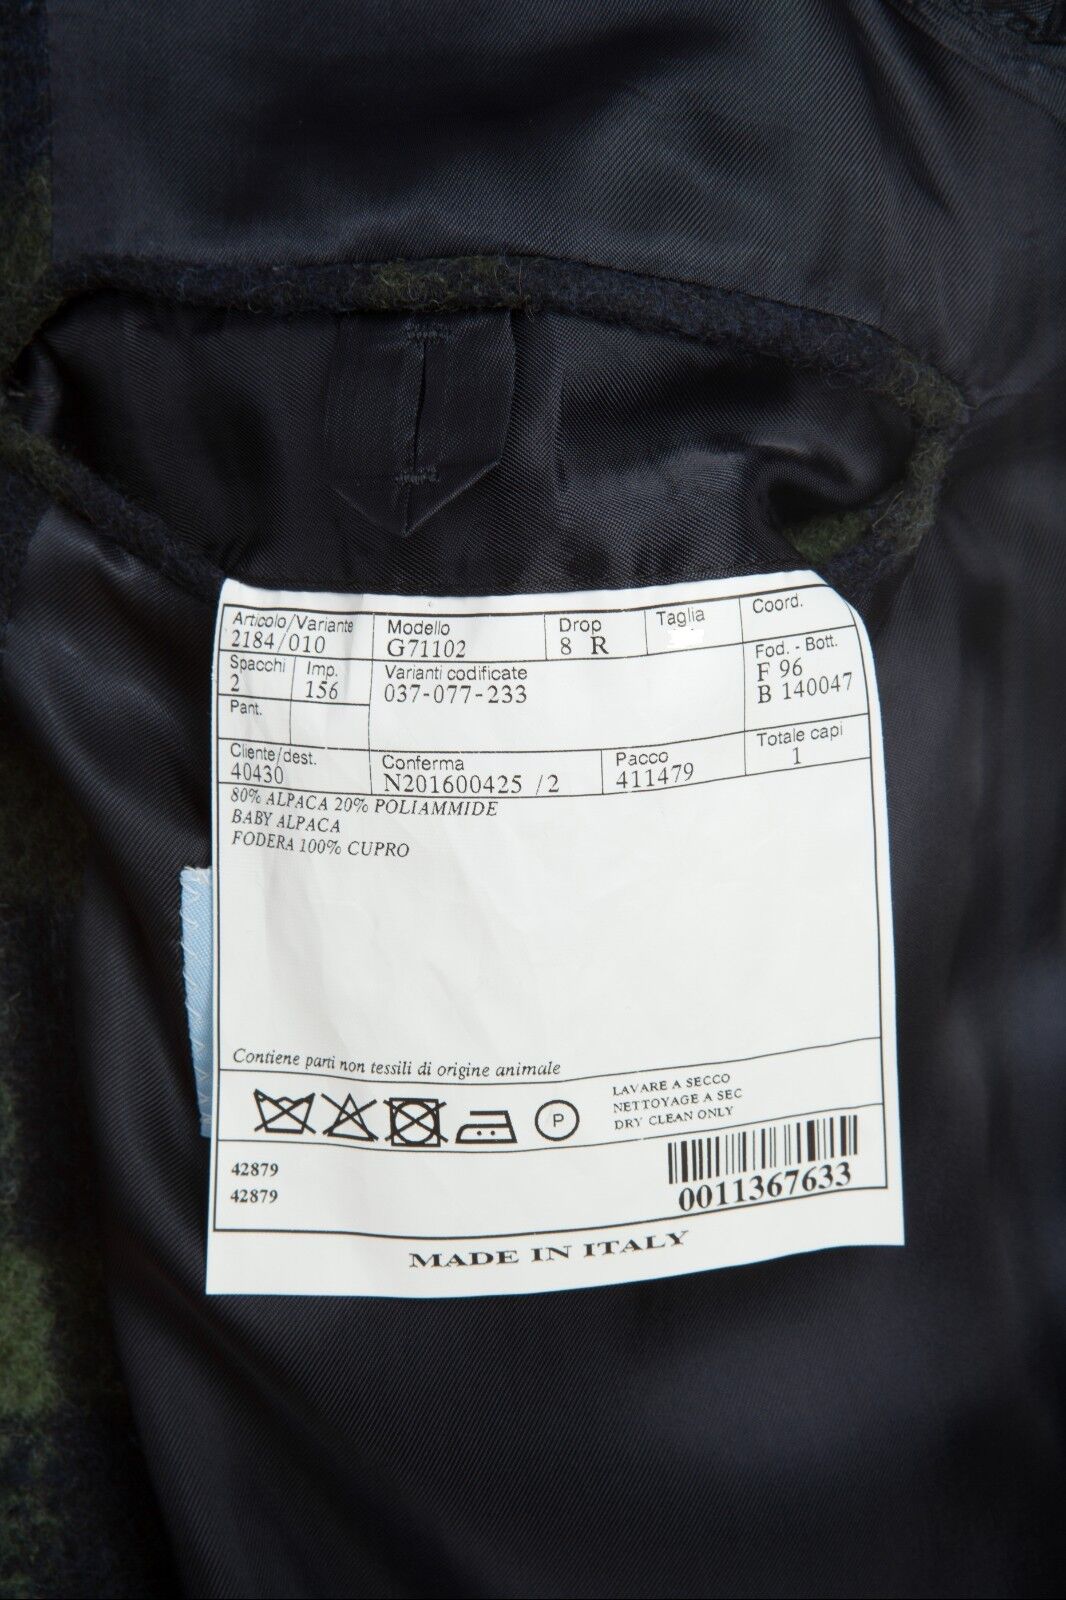 Articolo/Variante Modello Drop Taglia Coord.
2184/010 G71102 8 R
Spacchi Imp. Varianti codificate Fod. - Bott.
2 156 037-077-233 F 96
B 140047
Pant.
Cliente/dest. Conferma Pacco Totale capi
40430 N201600425 /2 411479 1
80% ALPACA 20% POLIAMMIDE
BABY ALPACA
FODERA 100% CUPRO
Contiene parti non tessili di origine animale
P
LAVARE A SECCO
NETTOYAGE A SEC
DRY CLEAN ONLY
42879
42879
0011367633
MADE IN ITALY